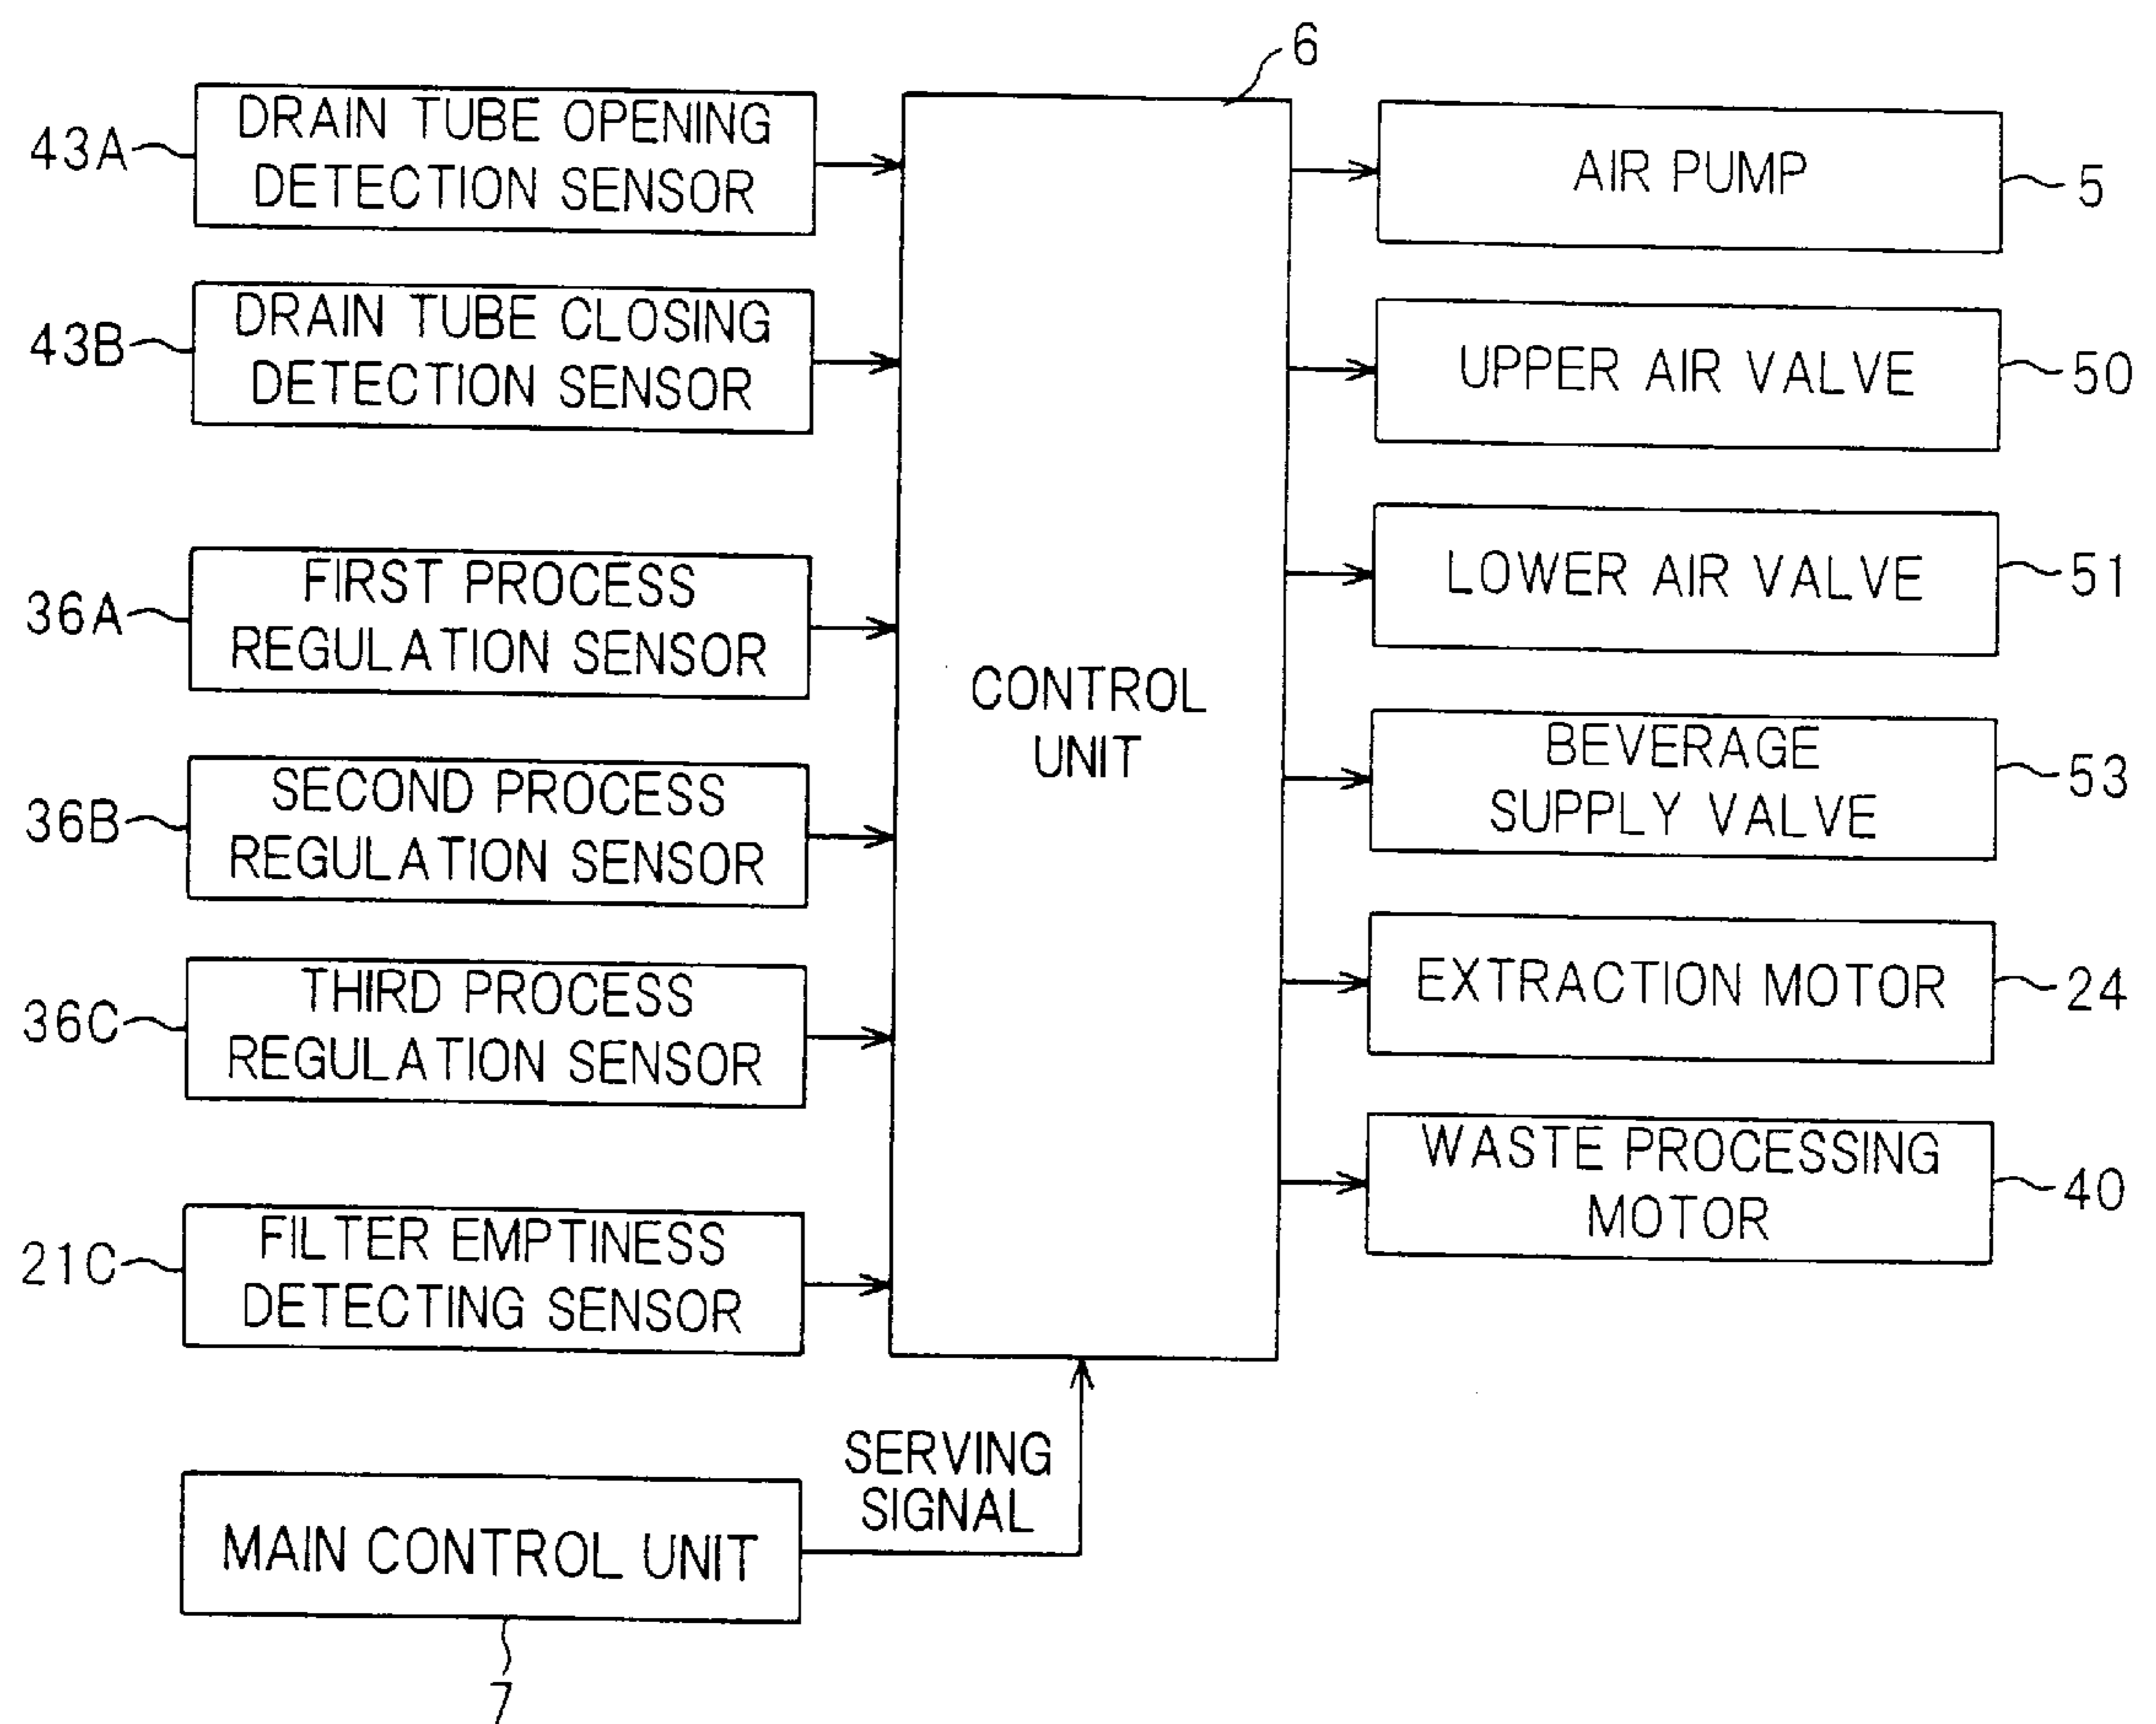 6
43A
DRAIN TUBE OPENING
DETECTION SENSOR
43B
DRAIN TUBE CLOSING
DETECTION SENSOR
36A
FIRST PROCESS
REGULATION SENSOR
36B
SECOND PROCESS
REGULATION SENSOR
36C
THIRD PROCESS
REGULATION SENSOR
21C
FILTER EMPTINESS
DETECTING SENSOR
MAIN CONTROL UNIT
7
SERVING
SIGNAL
CONTROL
UNIT
AIR PUMP
5
UPPER AIR VALVE
50
LOWER AIR VALVE
51
BEVERAGE
SUPPLY VALVE
53
EXTRACTION MOTOR
24
WASTE PROCESSING
MOTOR
40